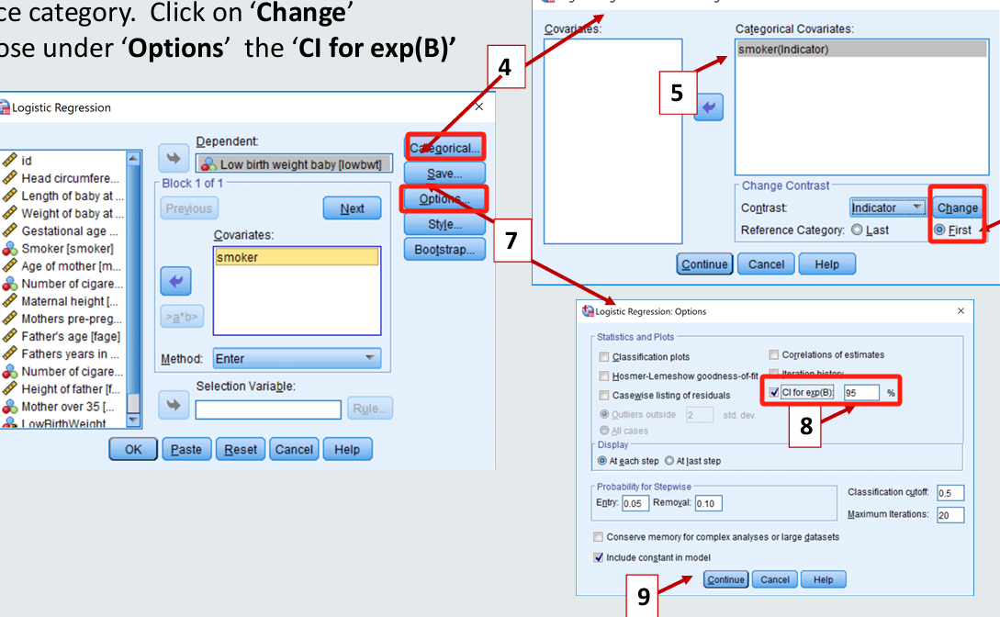 ce category. Click on ‘Change’
ose under ‘Options’ the ‘CI for exp(B)’
4
5
7
8
9
Logistic Regression
id
Head circumfere...
Length of baby at ...
Weight of baby at ...
Gestational age ...
Smoker [smoker]
Age of mother [m...
Number of cigare...
Maternal height [...
Mothers pre-preg...
Father's age [fage]
Fathers years in ...
Number of cigare...
Height of father [f...
Mother over 35 [...
LowBirthWeight
Dependent:
Low birth weight baby [lowbwt]
Block 1 of 1
Previous
Next
Covariates:
smoker
>a*b>
Method: Enter
Selection Variable:
Rule...
Categorical...
Save...
Options...
Style...
Bootstrap...
OK Paste Reset Cancel Help
Covariates:
Categorical Covariates:
smoker(Indicator)
Change Contrast
Contrast: Indicator Change
Reference Category: Last First
Continue Cancel Help
Logistic Regression: Options
Statistics and Plots
Classification plots
Correlations of estimates
Hosmer-Lemeshow goodness-of-fit
Iteration history
Casewise listing of residuals
CI for exp(B): 95 %
Outliers outside 2 std. dev.
All cases
Display
At each step At last step
Probability for Stepwise
Entry: 0.05 Removal: 0.10
Classification cutoff: 0.5
Maximum Iterations: 20
Conserve memory for complex analyses or large datasets
Include constant in model
Continue Cancel Help